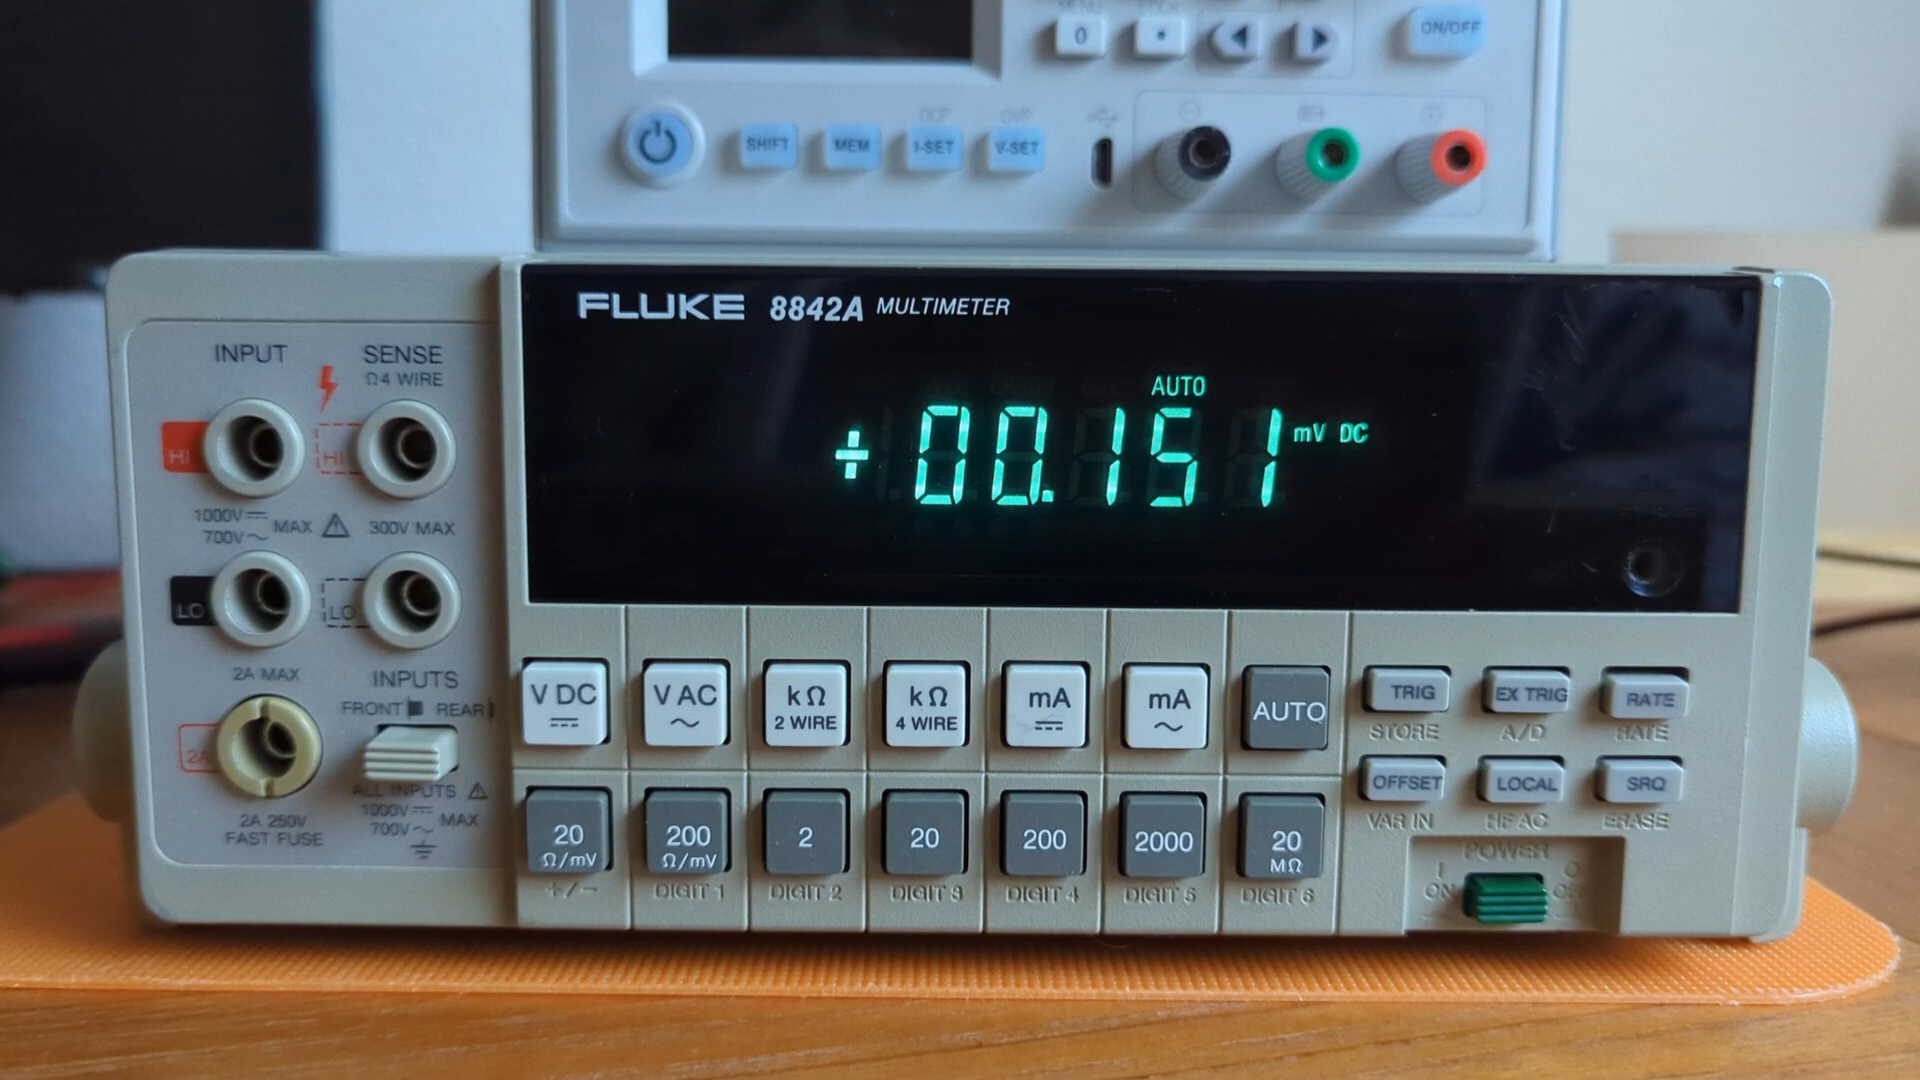 0
ON/OFF
OCP OVP
SHIFT MEM I-SET V-SET
FLUKE 8842A MULTIMETER
INPUT SENSE
Ω 4 WIRE
AUTO
+00.151 mV DC
HI HI
1000V MAX 300V MAX
700V
LO LO
2A MAX INPUTS
FRONT REAR
2A
ALL INPUTS
1000V MAX
700V
2A 250V
FAST FUSE
V DC V AC kΩ 2 WIRE kΩ 4 WIRE mA mA AUTO
TRIG EX TRIG RATE
STORE A/D RATE
OFFSET LOCAL SRQ
VAR IN HF AC ERASE
20 Ω/mV 200 Ω/mV 2 20 200 2000 20 MΩ
+/− DIGIT 1 DIGIT 2 DIGIT 3 DIGIT 4 DIGIT 5 DIGIT 6
POWER
I O
ON